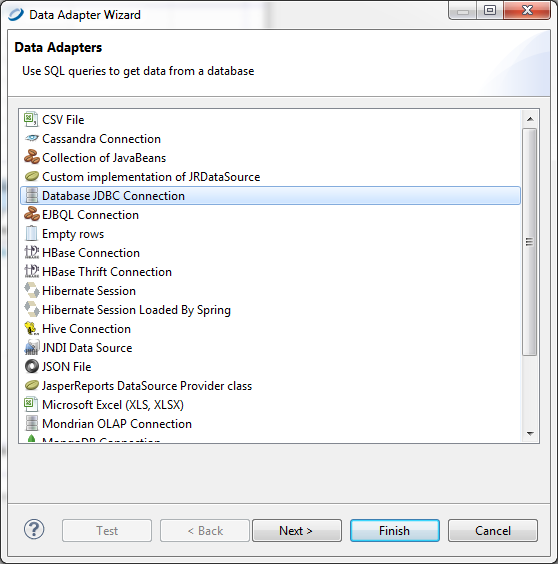 Data Adapter Wizard
Data Adapters
Use SQL queries to get data from a database
CSV File
Cassandra Connection
Collection of JavaBeans
Custom implementation of JRDataSource
Database JDBC Connection
EJBQL Connection
Empty rows
HBase Connection
HBase Thrift Connection
Hibernate Session
Hibernate Session Loaded By Spring
Hive Connection
JNDI Data Source
JSON File
JasperReports DataSource Provider class
Microsoft Excel (XLS, XLSX)
Mondrian OLAP Connection
MongoDB Connection
? Test < Back Next > Finish Cancel